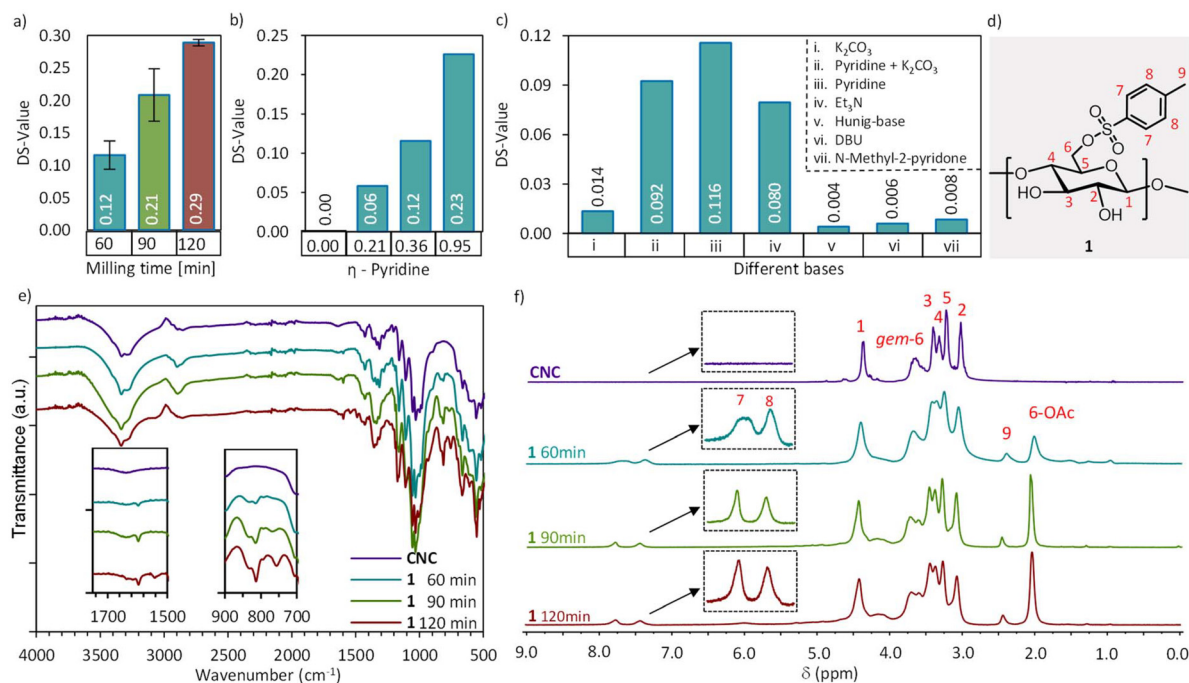 a)
DS-Value
0.30
0.25
0.20
0.15
0.10
0.05
0.00
0.12
0.21
0.29
60
90
120
Milling time [min]
b)
DS-Value
0.25
0.20
0.15
0.10
0.05
0.00
0.00
0.06
0.12
0.23
0.00
0.21
0.36
0.95
η - Pyridine
c)
DS-Value
0.12
0.09
0.06
0.03
0.00
0.014
0.092
0.116
0.080
0.004
0.006
0.008
i
ii
iii
iv
v
vi
vii
Different bases
i. K₂CO₃
ii. Pyridine + K₂CO₃
iii. Pyridine
iv. Et₃N
v. Hunig-base
vi. DBU
vii. N-Methyl-2-pyridone
d)
9
8
7
8
7
O
S
O
O
6
4
5
O
O
HO
3
2
OH
1
O
1
e)
Transmittance (a.u.)
1700
1500
900
800
700
CNC
1 60 min
1 90 min
1 120 min
4000
3500
3000
2500
2000
1500
1000
500
Wavenumber (cm⁻¹)
f)
CNC
1
gem-6
3
4
5
2
1 60min
7
8
9
6-OAc
1 90min
1 120min
9.0
8.0
7.0
6.0
5.0
4.0
3.0
2.0
1.0
0.0
δ (ppm)